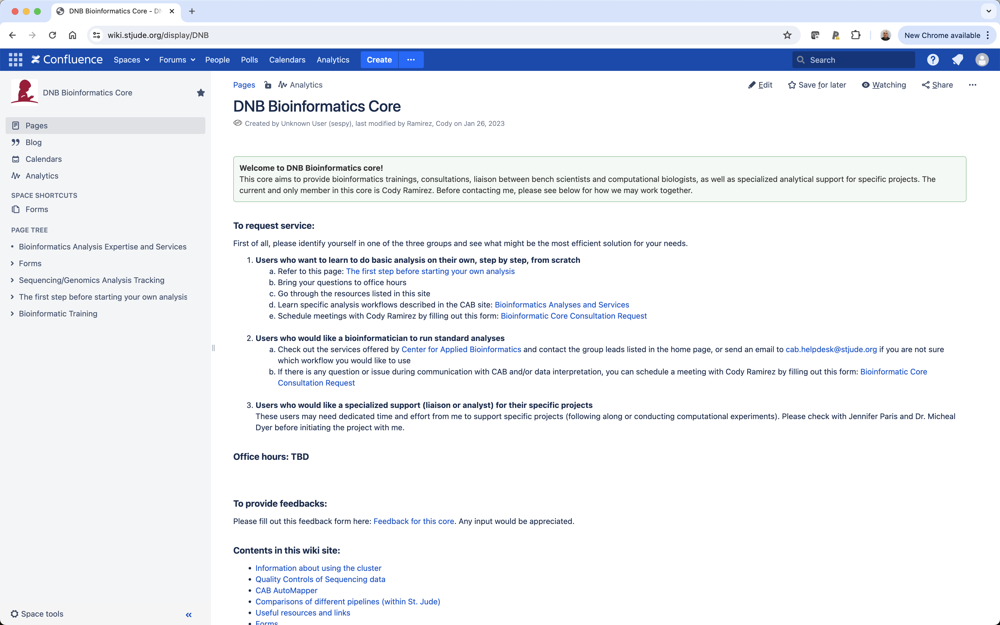 DNB Bioinformatics Core - DN
wiki.stjude.org/display/DNB
New Chrome available
Confluence Spaces Forums People Polls Calendars Analytics Create ··· Search
DNB Bioinformatics Core
Pages
Blog
Calendars
Analytics
SPACE SHORTCUTS
Forms
PAGE TREE
• Bioinformatics Analysis Expertise and Services
Forms
Sequencing/Genomics Analysis Tracking
The first step before starting your own analysis
Bioinformatic Training
Space tools
Pages Analytics
Edit Save for later Watching Share ···
DNB Bioinformatics Core
Created by Unknown User (sespy), last modified by Ramirez, Cody on Jan 26, 2023
Welcome to DNB Bioinformatics core!
This core aims to provide bioinformatics trainings, consultations, liaison between bench scientists and computational biologists, as well as specialized analytical support for specific projects. The
current and only member in this core is Cody Ramirez. Before contacting me, please see below for how we may work together.
To request service:
First of all, please identify yourself in one of the three groups and see what might be the most efficient solution for your needs.
1. Users who want to learn to do basic analysis on their own, step by step, from scratch
a. Refer to this page: The first step before starting your own analysis
b. Bring your questions to office hours
c. Go through the resources listed in this site
d. Learn specific analysis workflows described in the CAB site: Bioinformatics Analyses and Services
e. Schedule meetings with Cody Ramirez by filling out this form: Bioinformatic Core Consultation Request
2. Users who would like a bioinformatician to run standard analyses
a. Check out the services offered by Center for Applied Bioinformatics and contact the group leads listed in the home page, or send an email to cab.helpdesk@stjude.org if you are not sure
which workflow you would like to use
b. If there is any question or issue during communication with CAB and/or data interpretation, you can schedule a meeting with Cody Ramirez by filling out this form: Bioinformatic Core
Consultation Request
3. Users who would like a specialized support (liaison or analyst) for their specific projects
These users may need dedicated time and effort from me to support specific projects (following along or conducting computational experiments). Please check with Jennifer Paris and Dr. Micheal
Dyer before initiating the project with me.
Office hours: TBD
To provide feedbacks:
Please fill out this feedback form here: Feedback for this core. Any input would be appreciated.
Contents in this wiki site:
• Information about using the cluster
• Quality Controls of Sequencing data
• CAB AutoMapper
• Comparisons of different pipelines (within St. Jude)
• Useful resources and links
• Forms